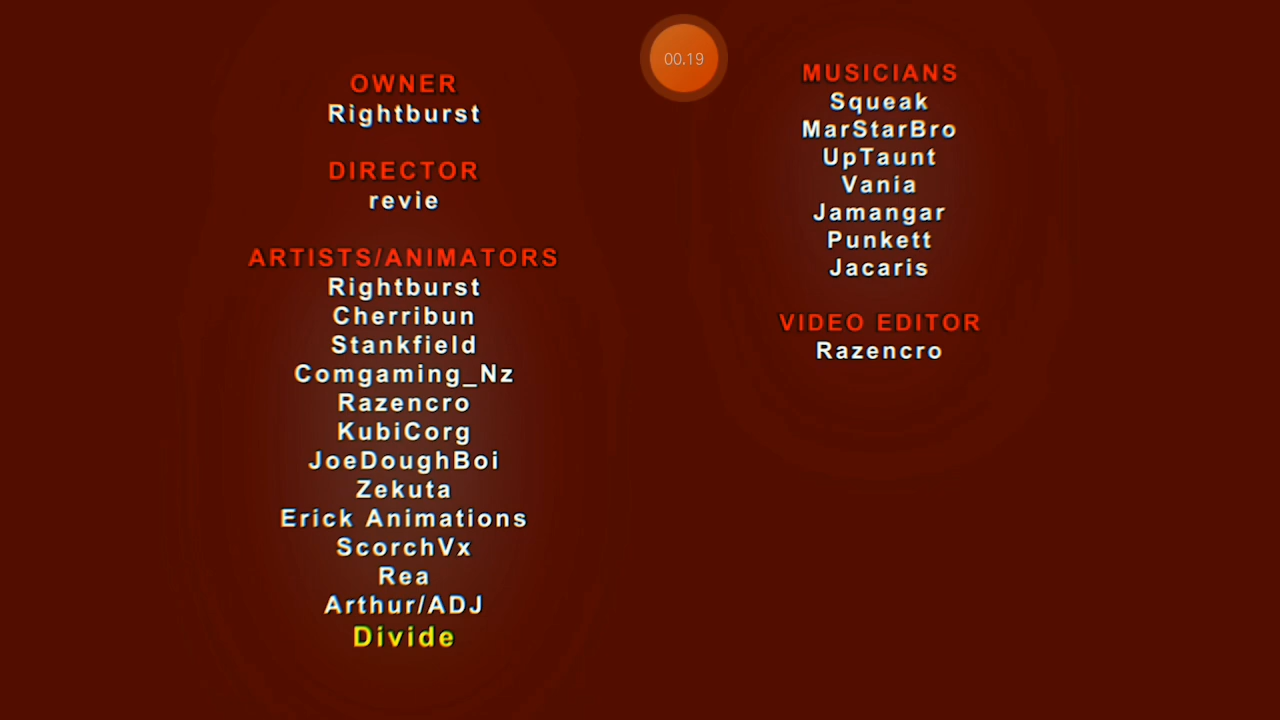 OWNER
Rightburst
DIRECTOR
revie
ARTISTS/ANIMATORS
Rightburst
Cherribun
Stankfield
Comgaming_Nz
Razencro
KubiCorg
JoeDoughBoi
Zekuta
Erick Animations
ScorchVx
Rea
Arthur/ADJ
Divide
00.19
MUSICIANS
Squeak
MarStarBro
UpTaunt
Vania
Jamangar
Punkett
Jacaris
VIDEO EDITOR
Razencro